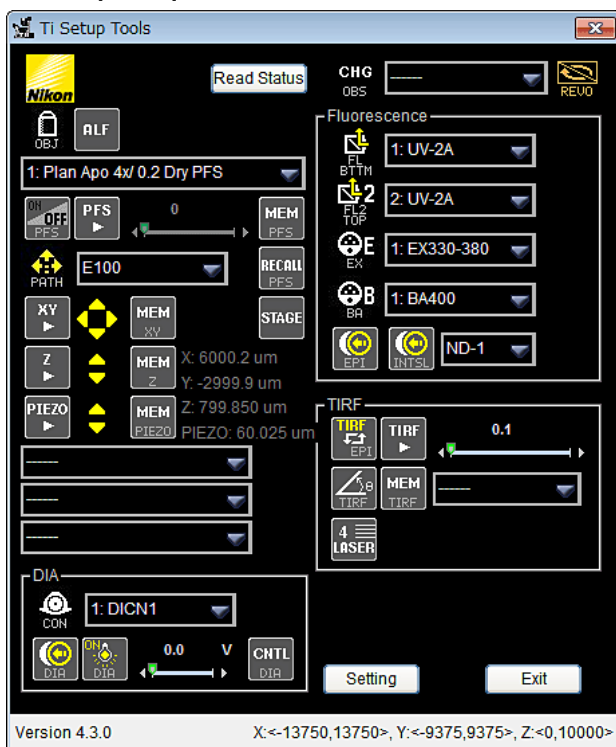 Ti Setup Tools
Nikon
Read Status
CHG
OBS
------
REVO
OBJ
ALF
1: Plan Apo 4x/ 0.2 Dry PFS
ON
OFF
PFS
PFS
0
MEM
PFS
PATH
E100
RECALL
PFS
XY
MEM
XY
STAGE
Z
MEM
Z
X: 6000.2 um
Y: -2999.9 um
PIEZO
MEM
PIEZO
Z: 799.850 um
PIEZO: 60.025 um
------
------
------
Fluorescence
FL
BTTM
1: UV-2A
2
FL2
TOP
2: UV-2A
E
EX
1: EX330-380
B
BA
1: BA400
EPI
INTSL
ND-1
TIRF
TIRF
EPI
TIRF
0.1
θ
TIRF
MEM
TIRF
------
4
LASER
DIA
CON
1: DICN1
DIA
ON
DIA
0.0 V
CNTL
DIA
Setting
Exit
Version 4.3.0
X:<-13750,13750>, Y:<-9375,9375>, Z:<0,10000>